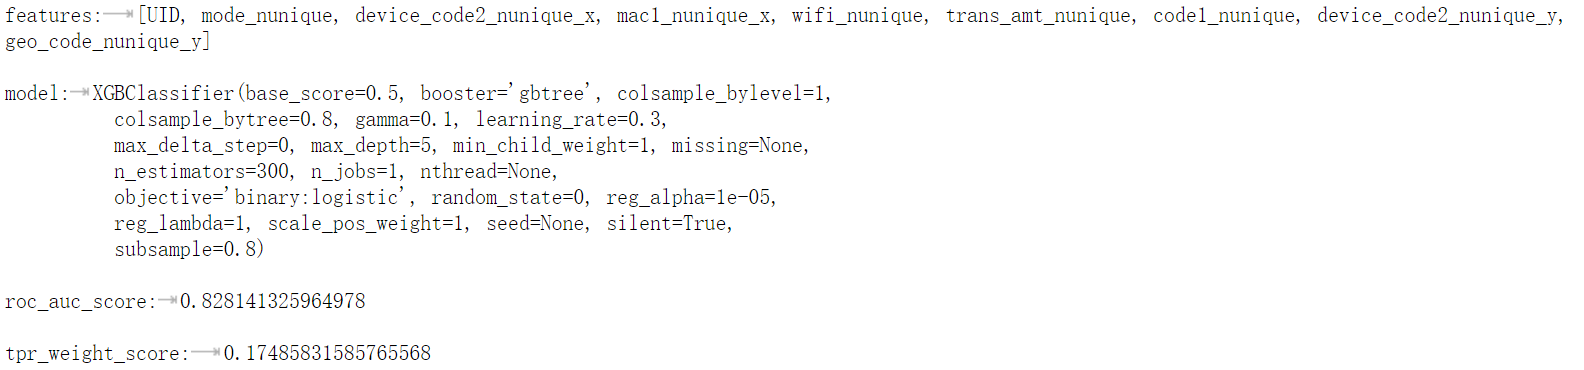 features:	[UID, mode_nunique, device_code2_nunique_x, mac1_nunique_x, wifi_nunique, trans_amt_nunique, code1_nunique, device_code2_nunique_y,
geo_code_nunique_y]
model:	XGBClassifier(base_score=0.5, booster='gbtree', colsample_bylevel=1,
colsample_bytree=0.8, gamma=0.1, learning_rate=0.3,
max_delta_step=0, max_depth=5, min_child_weight=1, missing=None,
n_estimators=300, n_jobs=1, nthread=None,
objective='binary:logistic', random_state=0, reg_alpha=1e-05,
reg_lambda=1, scale_pos_weight=1, seed=None, silent=True,
subsample=0.8)
roc_auc_score:	0.828141325964978
tpr_weight_score:	0.17485831585765568